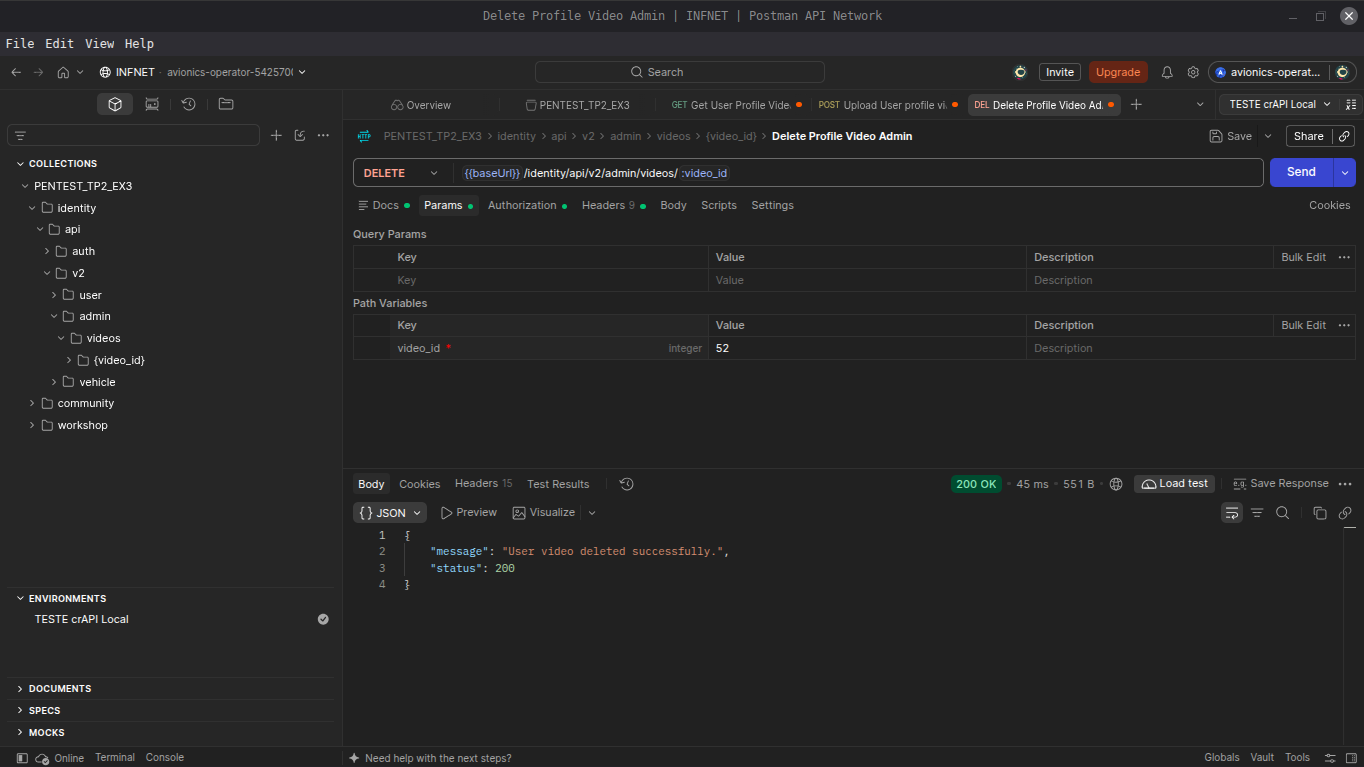 Delete Profile Video Admin | INFNET | Postman API Network
File Edit View Help
INFNET avionics-operator-542570( Search Invite Upgrade avionics-operat...
Overview PENTEST_TP2_EX3 GET Get User Profile Vide. POST Upload User profile vi. DEL Delete Profile Video Ad. TESTE crAPI Local
PENTEST_TP2_EX3 > identity > api > v2 > admin > videos > {video_id} > Delete Profile Video Admin Save Share
COLLECTIONS
PENTEST_TP2_EX3
identity
api
auth
v2
user
admin
videos
{video_id}
vehicle
community
workshop
ENVIRONMENTS
TESTE crAPI Local
DOCUMENTS
SPECS
MOCKS
DELETE {{baseUrl}} /identity/api/v2/admin/videos/ :video_id Send
Docs Params Authorization Headers 9 Body Scripts Settings Cookies
Query Params
Key Value Description Bulk Edit
Key Value Description
Path Variables
Key Value Description Bulk Edit
video_id * integer 52 Description
Body Cookies Headers 15 Test Results 200 OK 45 ms 551 B Load test e.g. Save Response
{} JSON Preview Visualize
1 {
2 "message": "User video deleted successfully.",
3 "status": 200
4 }
Online Terminal Console Need help with the next steps? Globals Vault Tools